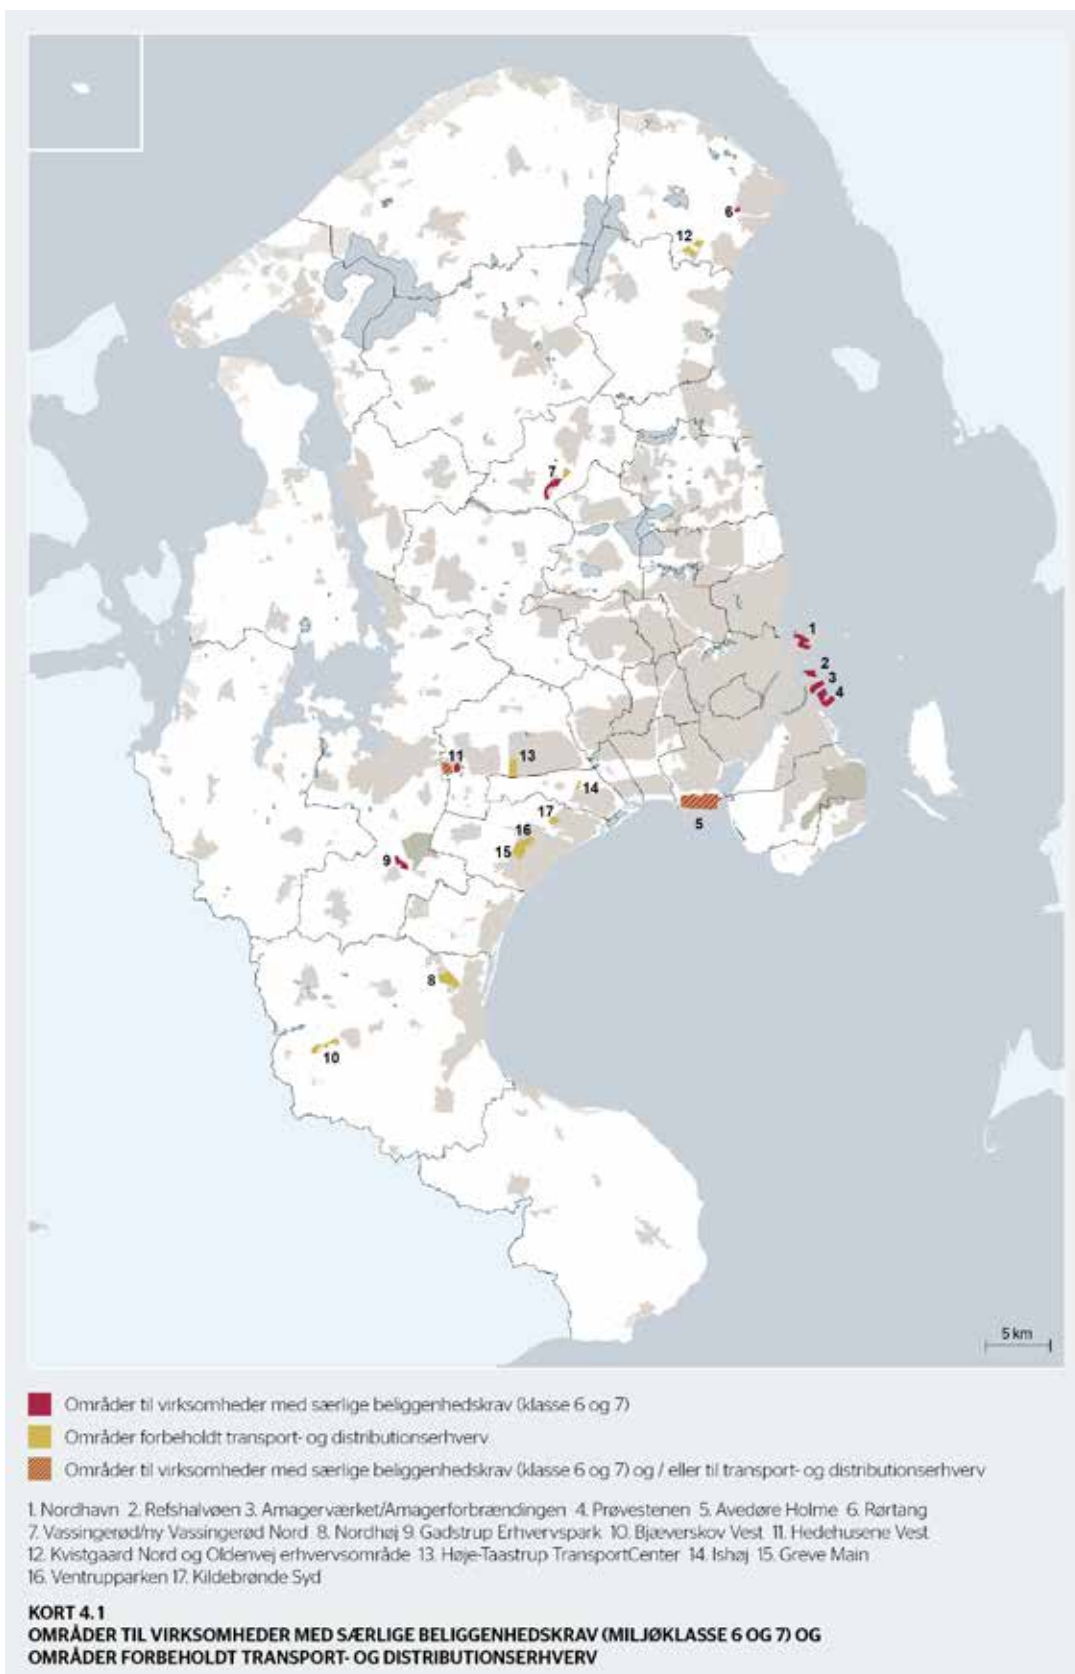 6
12
7
1
2
3
4
11
13
14
17
16
15
5
9
8
10
5 km
Områder til virksomheder med særlige beliggenhedskrav (klasse 6 og 7)
Områder forbeholdt transport- og distributionserhverv
Områder til virksomheder med særlige beliggenhedskrav (klasse 6 og 7) og / eller til transport- og distributionserhverv
1. Nordhavn 2. Refshalvøen 3. Amagerværket/Amagerforbrændingen 4. Prøvestenen 5. Avedøre Holme 6. Rørtang
7. Vassingerød/ny Vassingerød Nord 8. Nordhøj 9. Gadstrup Erhvervspark 10. Bjæverskov Vest 11. Hedehusene Vest
12. Kvistgaard Nord og Oldenvej erhvervsområde 13. Høje-Taastrup TransportCenter 14. Ishøj 15. Greve Main
16. Ventrupparken 17. Kildebrønde Syd
KORT 4.1
OMRÅDER TIL VIRKSOMHEDER MED SÆRLIGE BELIGGENHEDSKRAV (MILJØKLASSE 6 OG 7) OG
OMRÅDER FORBEHOLDT TRANSPORT- OG DISTRIBUTIONSERHVERV